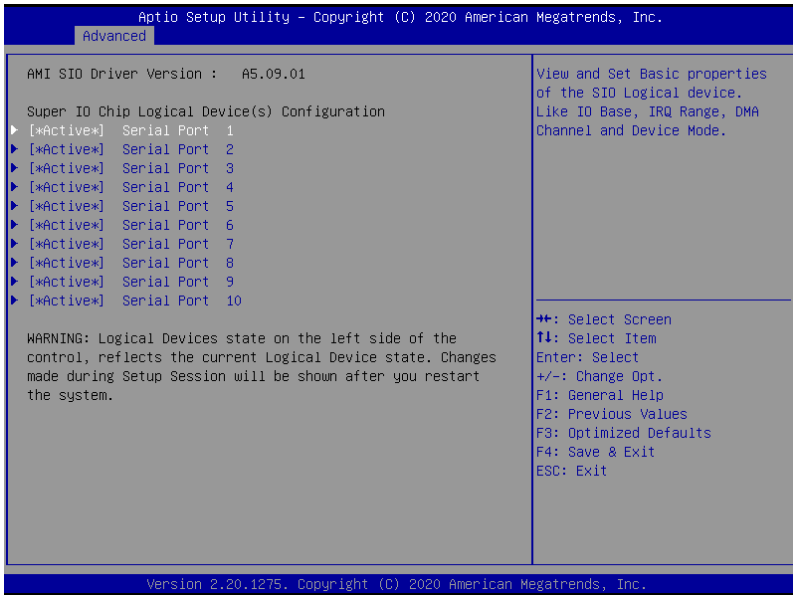 Aptio Setup Utility – Copyright (C) 2020 American Megatrends, Inc.
Advanced
AMI SIO Driver Version : A5.09.01
Super IO Chip Logical Device(s) Configuration
[*Active*] Serial Port 1
[*Active*] Serial Port 2
[*Active*] Serial Port 3
[*Active*] Serial Port 4
[*Active*] Serial Port 5
[*Active*] Serial Port 6
[*Active*] Serial Port 7
[*Active*] Serial Port 8
[*Active*] Serial Port 9
[*Active*] Serial Port 10
WARNING: Logical Devices state on the left side of the
control, reflects the current Logical Device state. Changes
made during Setup Session will be shown after you restart
the system.
View and Set Basic properties
of the SIO Logical device.
Like IO Base, IRQ Range, DMA
Channel and Device Mode.
→←: Select Screen
↑↓: Select Item
Enter: Select
+/-: Change Opt.
F1: General Help
F2: Previous Values
F3: Optimized Defaults
F4: Save & Exit
ESC: Exit
Version 2.20.1275. Copyright (C) 2020 American Megatrends, Inc.